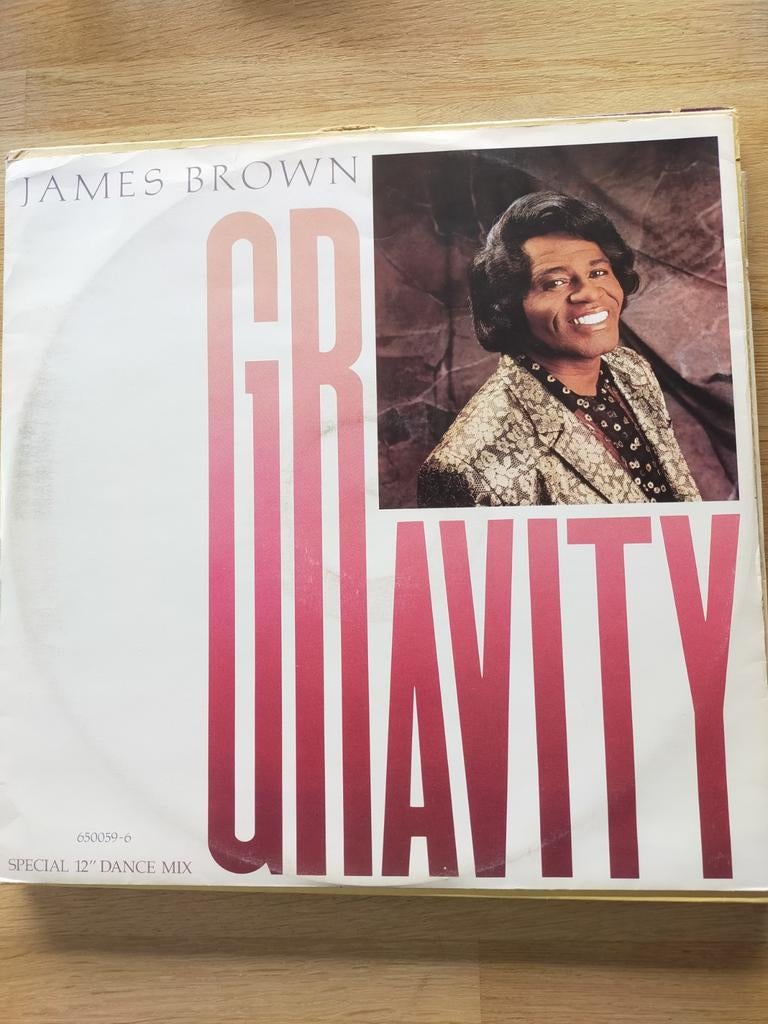 JAMES BROWN
GRAVITY
650059-6
SPECIAL 12" DANCE MIX